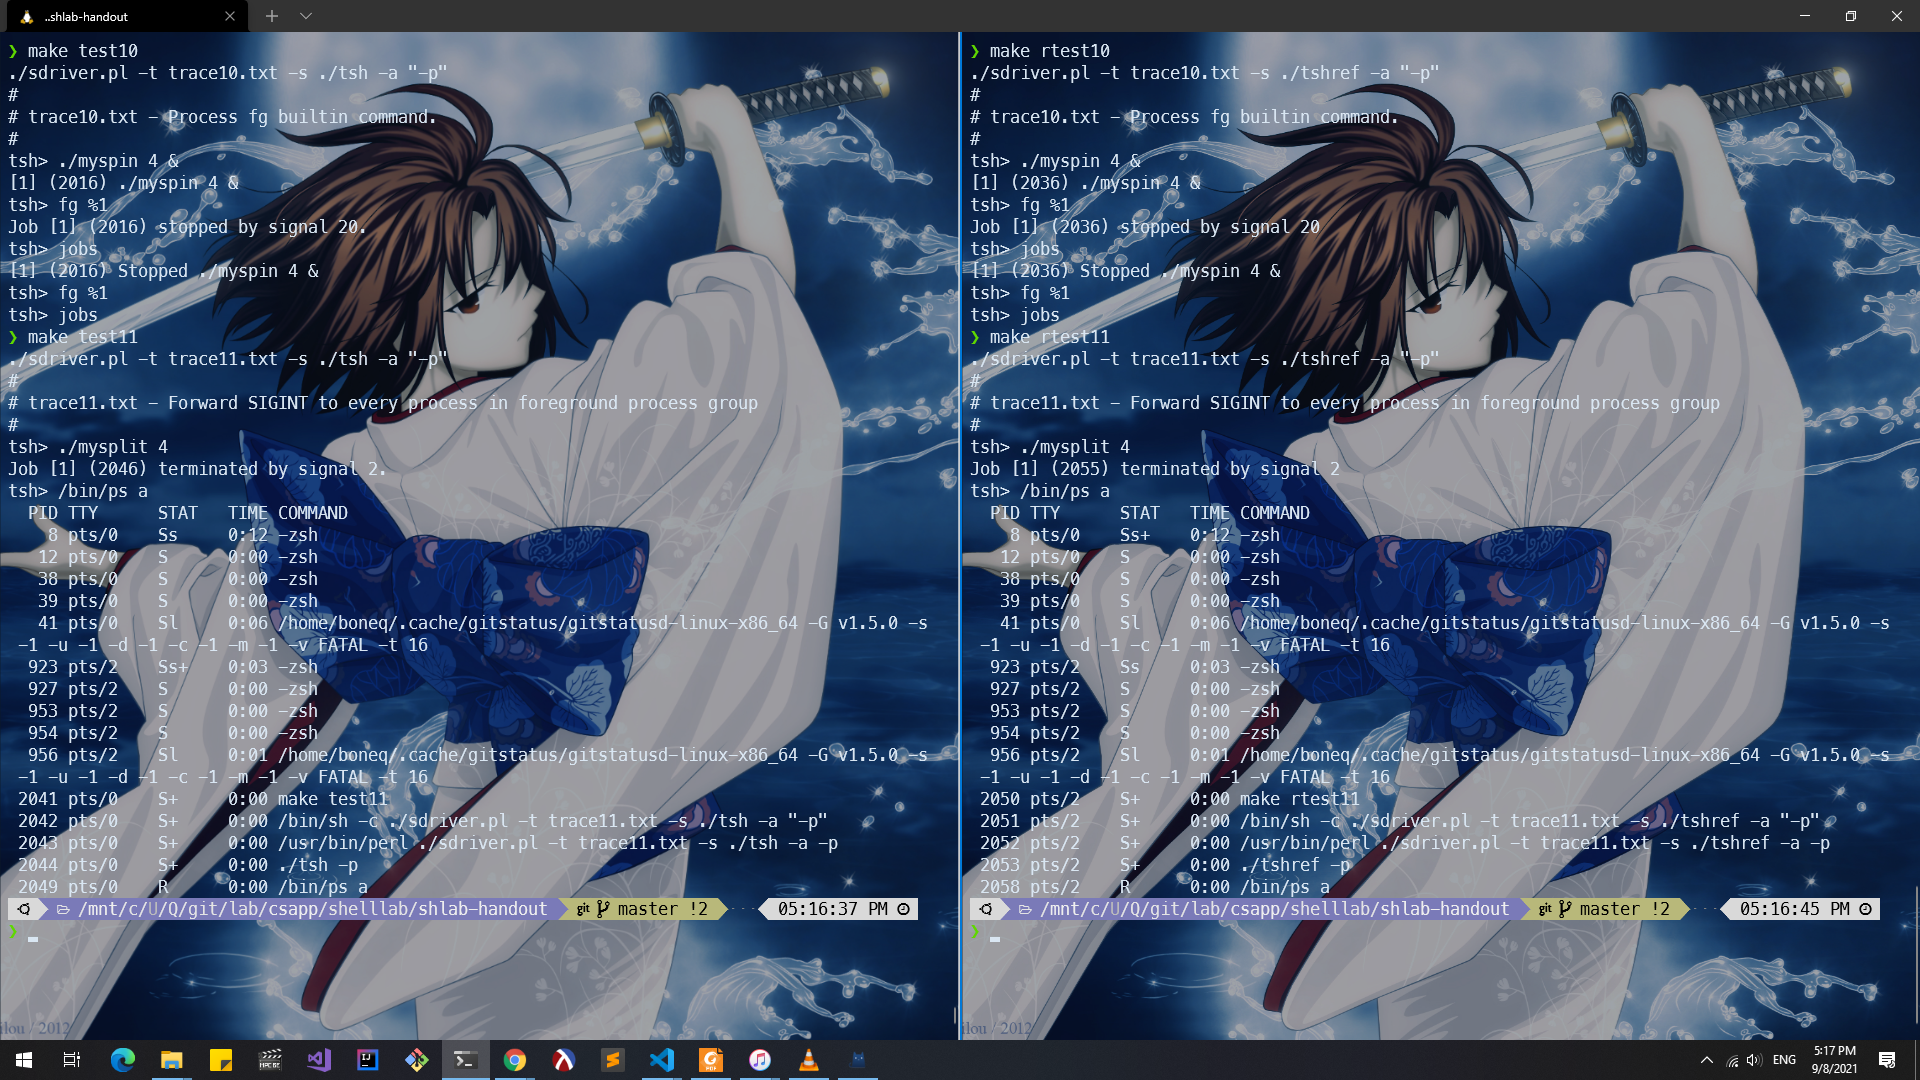 ..shlab-handout
❯ make test10
./sdriver.pl -t trace10.txt -s ./tsh -a "-p"
#
# trace10.txt - Process fg builtin command.
#
tsh> ./myspin 4 &
[1] (2016) ./myspin 4 &
tsh> fg %1
Job [1] (2016) stopped by signal 20.
tsh> jobs
[1] (2016) Stopped ./myspin 4 &
tsh> fg %1
tsh> jobs
❯ make test11
./sdriver.pl -t trace11.txt -s ./tsh -a "-p"
#
# trace11.txt - Forward SIGINT to every process in foreground process group
#
tsh> ./mysplit 4
Job [1] (2046) terminated by signal 2.
tsh> /bin/ps a
PID TTY STAT TIME COMMAND
8 pts/0 Ss 0:12 -zsh
12 pts/0 S 0:00 -zsh
38 pts/0 S 0:00 -zsh
39 pts/0 S 0:00 -zsh
41 pts/0 Sl 0:06 /home/boneq/.cache/gitstatus/gitstatusd-linux-x86_64 -G v1.5.0 -s
-1 -u -1 -d -1 -c -1 -m -1 -v FATAL -t 16
923 pts/2 Ss+ 0:03 -zsh
927 pts/2 S 0:00 -zsh
953 pts/2 S 0:00 -zsh
954 pts/2 S 0:00 -zsh
956 pts/2 Sl 0:01 /home/boneq/.cache/gitstatus/gitstatusd-linux-x86_64 -G v1.5.0 -s
-1 -u -1 -d -1 -c -1 -m -1 -v FATAL -t 16
2041 pts/0 S+ 0:00 make test11
2042 pts/0 S+ 0:00 /bin/sh -c ./sdriver.pl -t trace11.txt -s ./tsh -a "-p"
2043 pts/0 S+ 0:00 /usr/bin/perl ./sdriver.pl -t trace11.txt -s ./tsh -a -p
2044 pts/0 S+ 0:00 ./tsh -p
2049 pts/0 R 0:00 /bin/ps a
/mnt/c/U/Q/git/lab/csapp/shelllab/shlab-handout git master !2 05:16:37 PM
❯
ilou / 2012
❯ make rtest10
./sdriver.pl -t trace10.txt -s ./tshref -a "-p"
#
# trace10.txt - Process fg builtin command.
#
tsh> ./myspin 4 &
[1] (2036) ./myspin 4 &
tsh> fg %1
Job [1] (2036) stopped by signal 20
tsh> jobs
[1] (2036) Stopped ./myspin 4 &
tsh> fg %1
tsh> jobs
❯ make rtest11
./sdriver.pl -t trace11.txt -s ./tshref -a "-p"
#
# trace11.txt - Forward SIGINT to every process in foreground process group
#
tsh> ./mysplit 4
Job [1] (2055) terminated by signal 2
tsh> /bin/ps a
PID TTY STAT TIME COMMAND
8 pts/0 Ss+ 0:12 -zsh
12 pts/0 S 0:00 -zsh
38 pts/0 S 0:00 -zsh
39 pts/0 S 0:00 -zsh
41 pts/0 Sl 0:06 /home/boneq/.cache/gitstatus/gitstatusd-linux-x86_64 -G v1.5.0 -s
-1 -u -1 -d -1 -c -1 -m -1 -v FATAL -t 16
923 pts/2 Ss 0:03 -zsh
927 pts/2 S 0:00 -zsh
953 pts/2 S 0:00 -zsh
954 pts/2 S 0:00 -zsh
956 pts/2 Sl 0:01 /home/boneq/.cache/gitstatus/gitstatusd-linux-x86_64 -G v1.5.0 -s
-1 -u -1 -d -1 -c -1 -m -1 -v FATAL -t 16
2050 pts/2 S+ 0:00 make rtest11
2051 pts/2 S+ 0:00 /bin/sh -c ./sdriver.pl -t trace11.txt -s ./tshref -a "-p"
2052 pts/2 S+ 0:00 /usr/bin/perl ./sdriver.pl -t trace11.txt -s ./tshref -a -p
2053 pts/2 S+ 0:00 ./tshref -p
2058 pts/2 R 0:00 /bin/ps a
/mnt/c/U/Q/git/lab/csapp/shelllab/shlab-handout git master !2 05:16:45 PM
❯
ilou / 2012
ENG
5:17 PM
9/8/2021